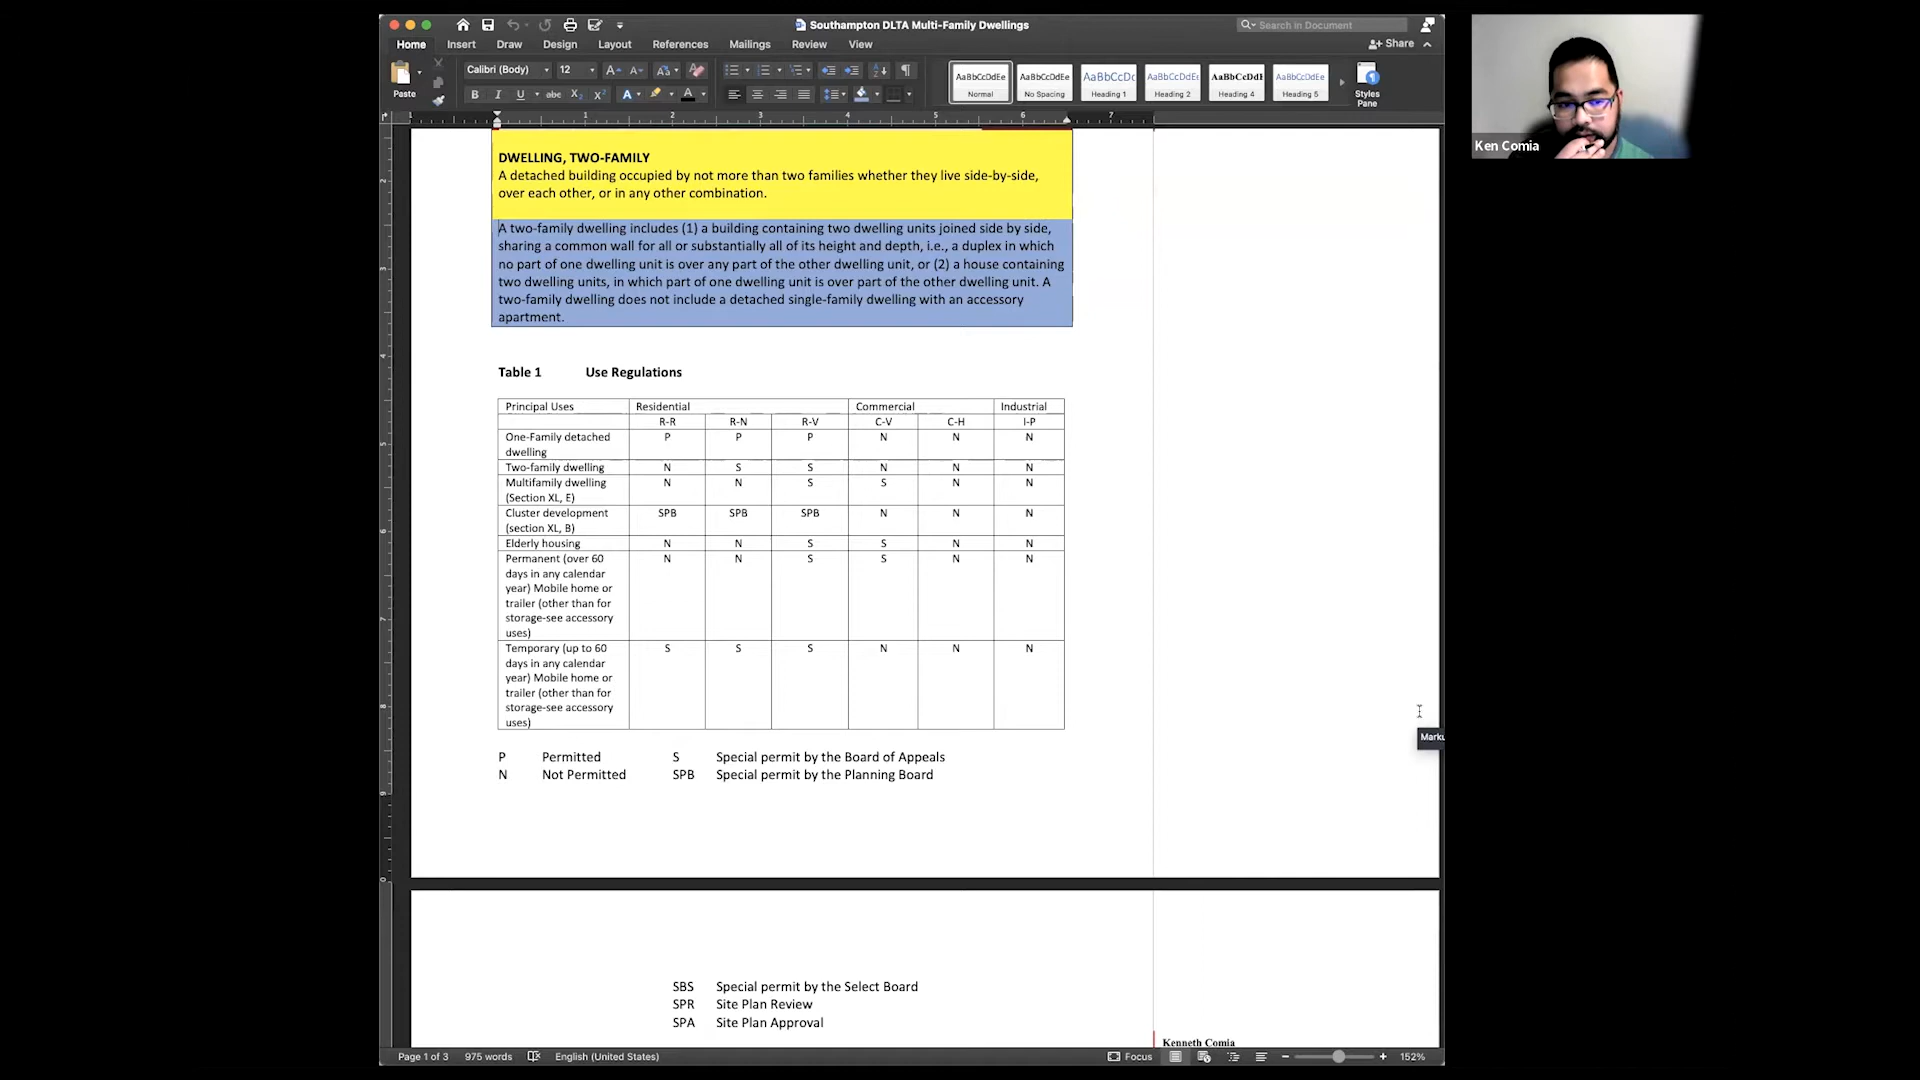 Southampton DLTA Multi-Family Dwellings
Search in Document
Home Insert Draw Design Layout References Mailings Review View
Share
Paste
Calibri (Body) 12
AaBbCcDdEe AaBbCcDdEe AaBbCcDc AaBbCcDdEe AaBbCcDdI AaBbCcDdEe
Normal No Spacing Heading 1 Heading 2 Heading 4 Heading 5
Styles
Pane
Ken Comia
DWELLING, TWO-FAMILY
A detached building occupied by not more than two families whether they live side-by-side,
over each other, or in any other combination.
A two-family dwelling includes (1) a building containing two dwelling units joined side by side,
sharing a common wall for all or substantially all of its height and depth, i.e., a duplex in which
no part of one dwelling unit is over any part of the other dwelling unit, or (2) a house containing
two dwelling units, in which part of one dwelling unit is over part of the other dwelling unit. A
two-family dwelling does not include a detached single-family dwelling with an accessory
apartment.
Table 1 Use Regulations
Principal Uses Residential Commercial Industrial
R-R R-N R-V C-V C-H I-P
One-Family detached P P P N N N
dwelling
Two-family dwelling N S S N N N
Multifamily dwelling N N S S N N
(Section XL, E)
Cluster development SPB SPB SPB N N N
(section XL, B)
Elderly housing N N S S N N
Permanent (over 60 N N S S N N
days in any calendar
year) Mobile home or
trailer (other than for
storage-see accessory
uses)
Temporary (up to 60 S S S N N N
days in any calendar
year) Mobile home or
trailer (other than for
storage-see accessory
uses)
Marku
P Permitted S Special permit by the Board of Appeals
N Not Permitted SPB Special permit by the Planning Board
SBS Special permit by the Select Board
SPR Site Plan Review
SPA Site Plan Approval
Kenneth Comia
Page 1 of 3 975 words English (United States) Focus 152%